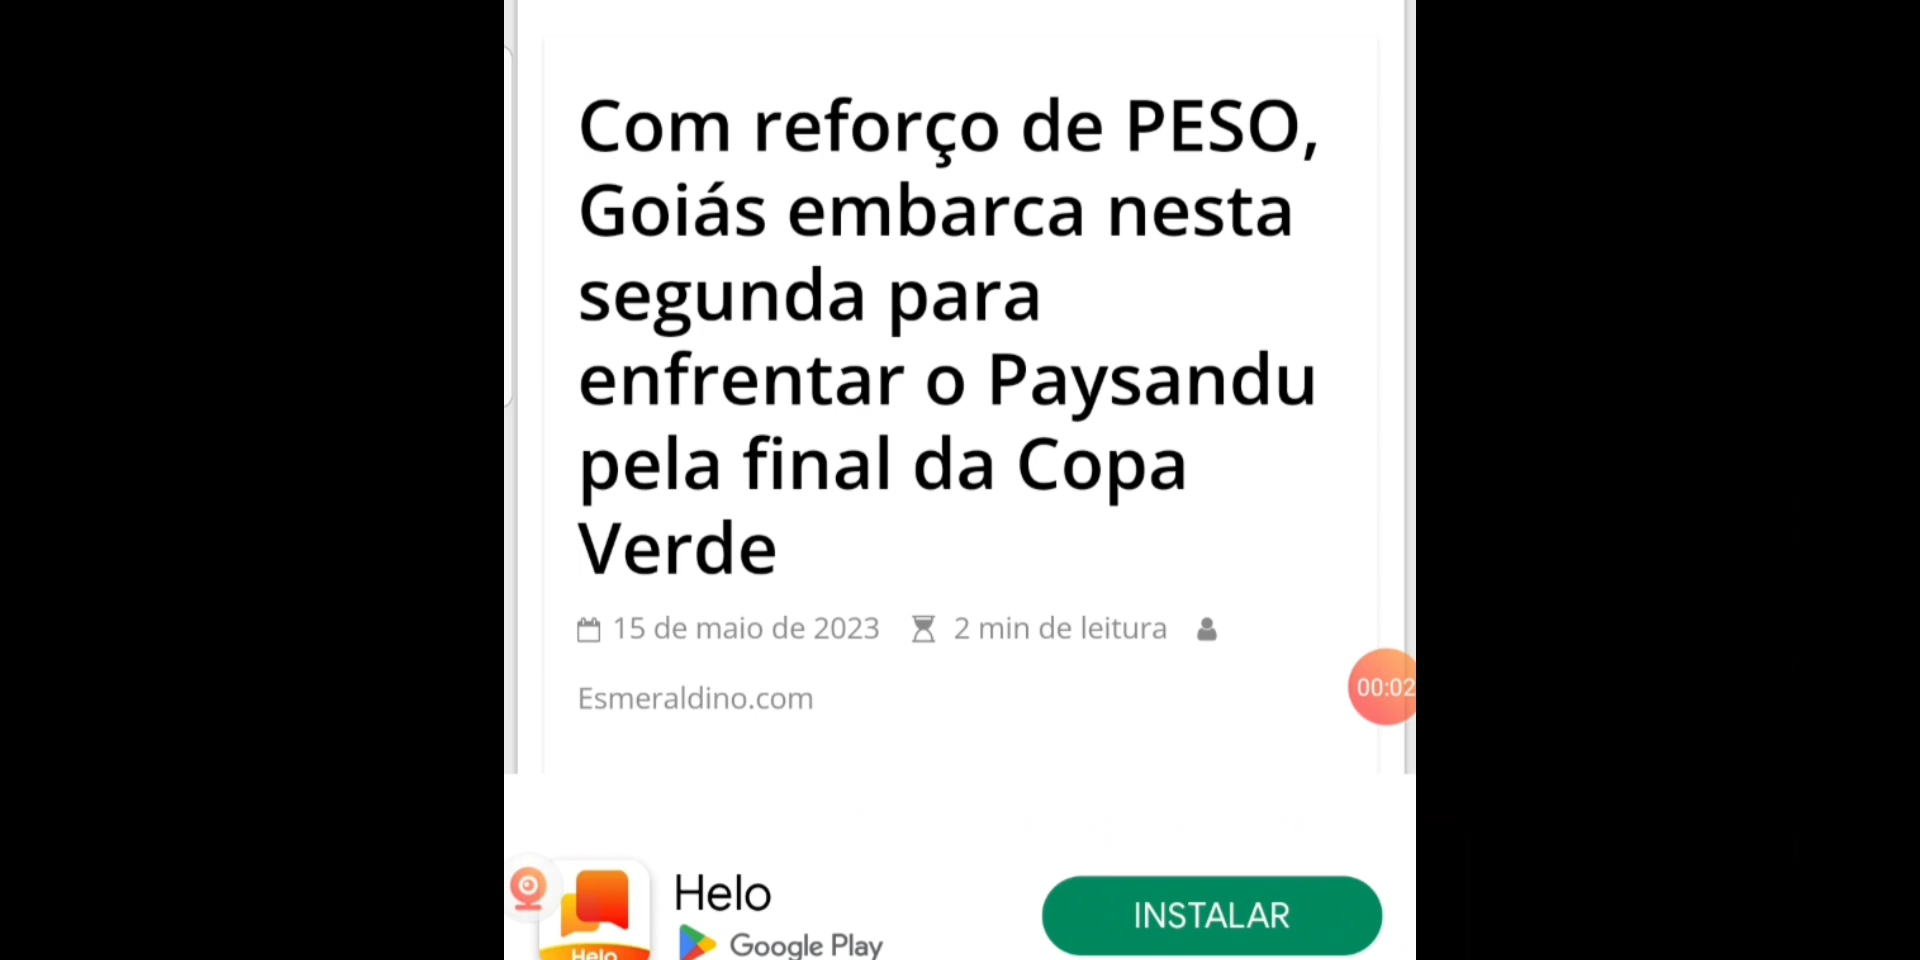 Com reforço de PESO,
Goiás embarca nesta
segunda para
enfrentar o Paysandu
pela final da Copa
Verde
15 de maio de 2023 2 min de leitura
Esmeraldino.com
00:02
Helo
INSTALAR
Google Play
Helo